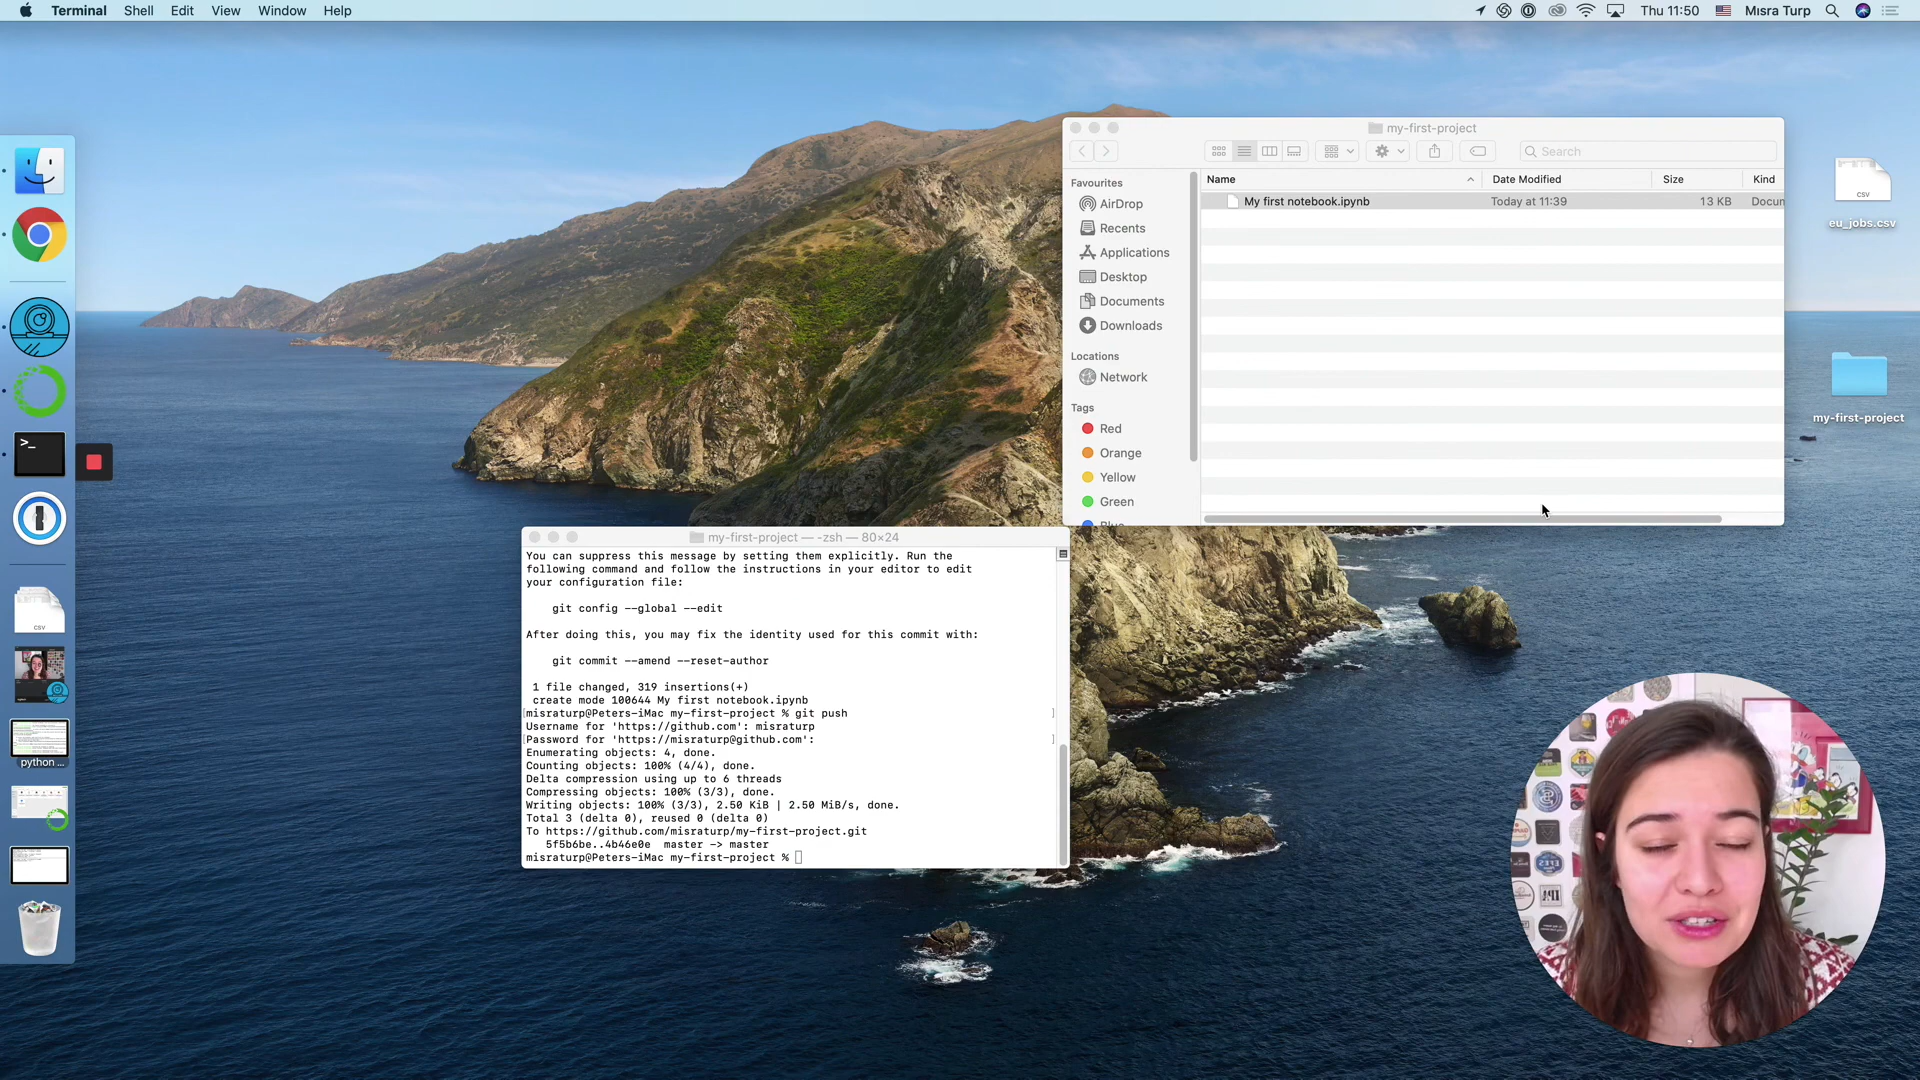 Terminal Shell Edit View Window Help
Thu 11:50 Mısra Turp
my-first-project
Search
Favourites
AirDrop
Recents
Applications
Desktop
Documents
Downloads
Locations
Network
Tags
Red
Orange
Yellow
Green
Blue
Name Date Modified Size Kind
My first notebook.ipynb Today at 11:39 13 KB Docun
CSV
eu_jobs.csv
my-first-project
>_
CSV
python ...
my-first-project — -zsh — 80×24
You can suppress this message by setting them explicitly. Run the
following command and follow the instructions in your editor to edit
your configuration file:
git config --global --edit
After doing this, you may fix the identity used for this commit with:
git commit --amend --reset-author
1 file changed, 319 insertions(+)
create mode 100644 My first notebook.ipynb
[misraturp@Peters-iMac my-first-project % git push ]
Username for 'https://github.com': misraturp
[Password for 'https://misraturp@github.com': ]
Enumerating objects: 4, done.
Counting objects: 100% (4/4), done.
Delta compression using up to 6 threads
Compressing objects: 100% (3/3), done.
Writing objects: 100% (3/3), 2.50 KiB | 2.50 MiB/s, done.
Total 3 (delta 0), reused 0 (delta 0)
To https://github.com/misraturp/my-first-project.git
5f5b6be..4b46e0e master -> master
misraturp@Peters-iMac my-first-project %